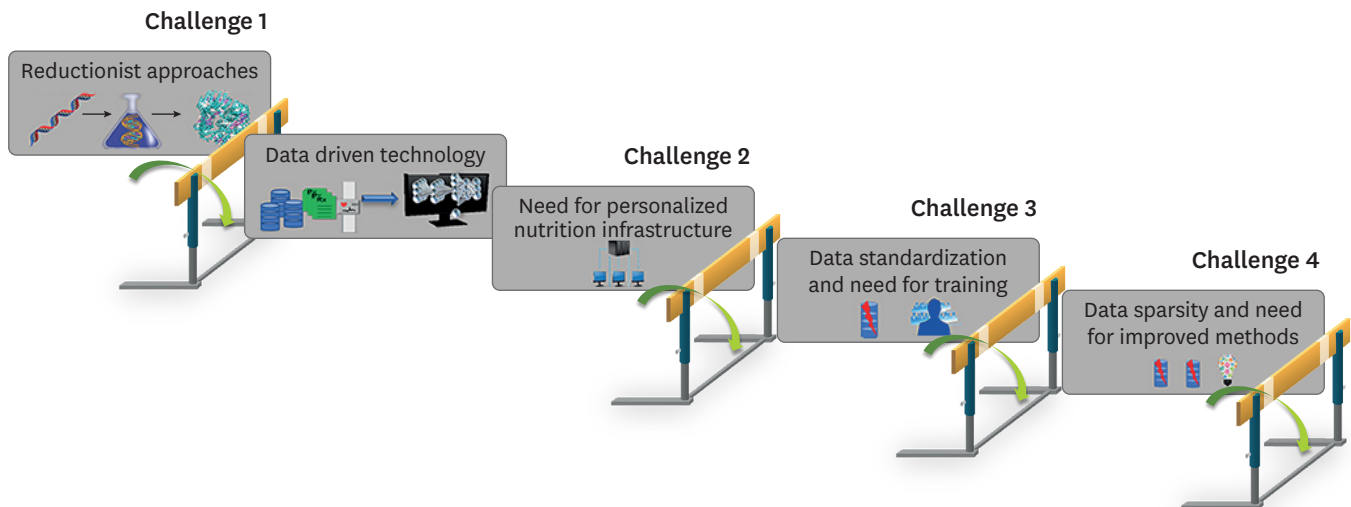 Challenge 1
Reductionist approaches
Data driven technology
Challenge 2
Need for personalized
nutrition infrastructure
Challenge 3
Data standardization
and need for training
Challenge 4
Data sparsity and need
for improved methods